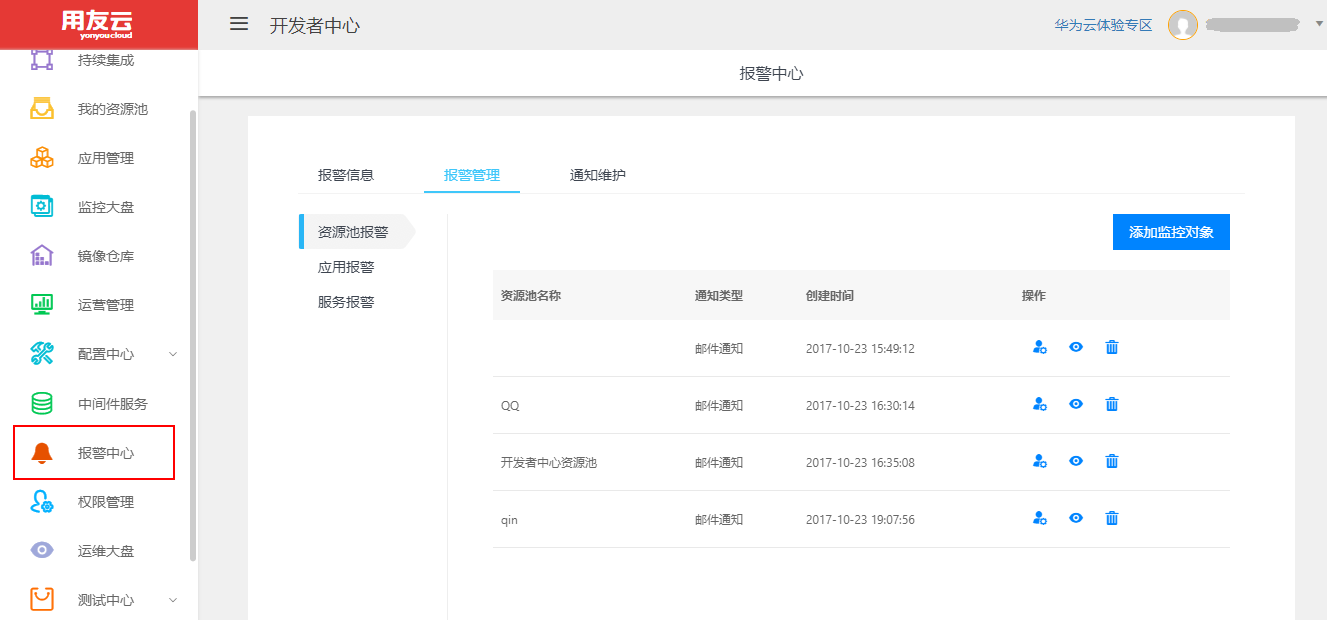 用友云
yonyoucloud
开发者中心
华为云体验专区
持续集成
我的资源池
应用管理
监控大盘
镜像仓库
运营管理
配置中心
中间件服务
报警中心
权限管理
运维大盘
测试中心
报警中心
报警信息 报警管理 通知维护
资源池报警
应用报警
服务报警
添加监控对象
资源池名称 通知类型 创建时间 操作
邮件通知 2017-10-23 15:49:12
QQ 邮件通知 2017-10-23 16:30:14
开发者中心资源池 邮件通知 2017-10-23 16:35:08
qin 邮件通知 2017-10-23 19:07:56